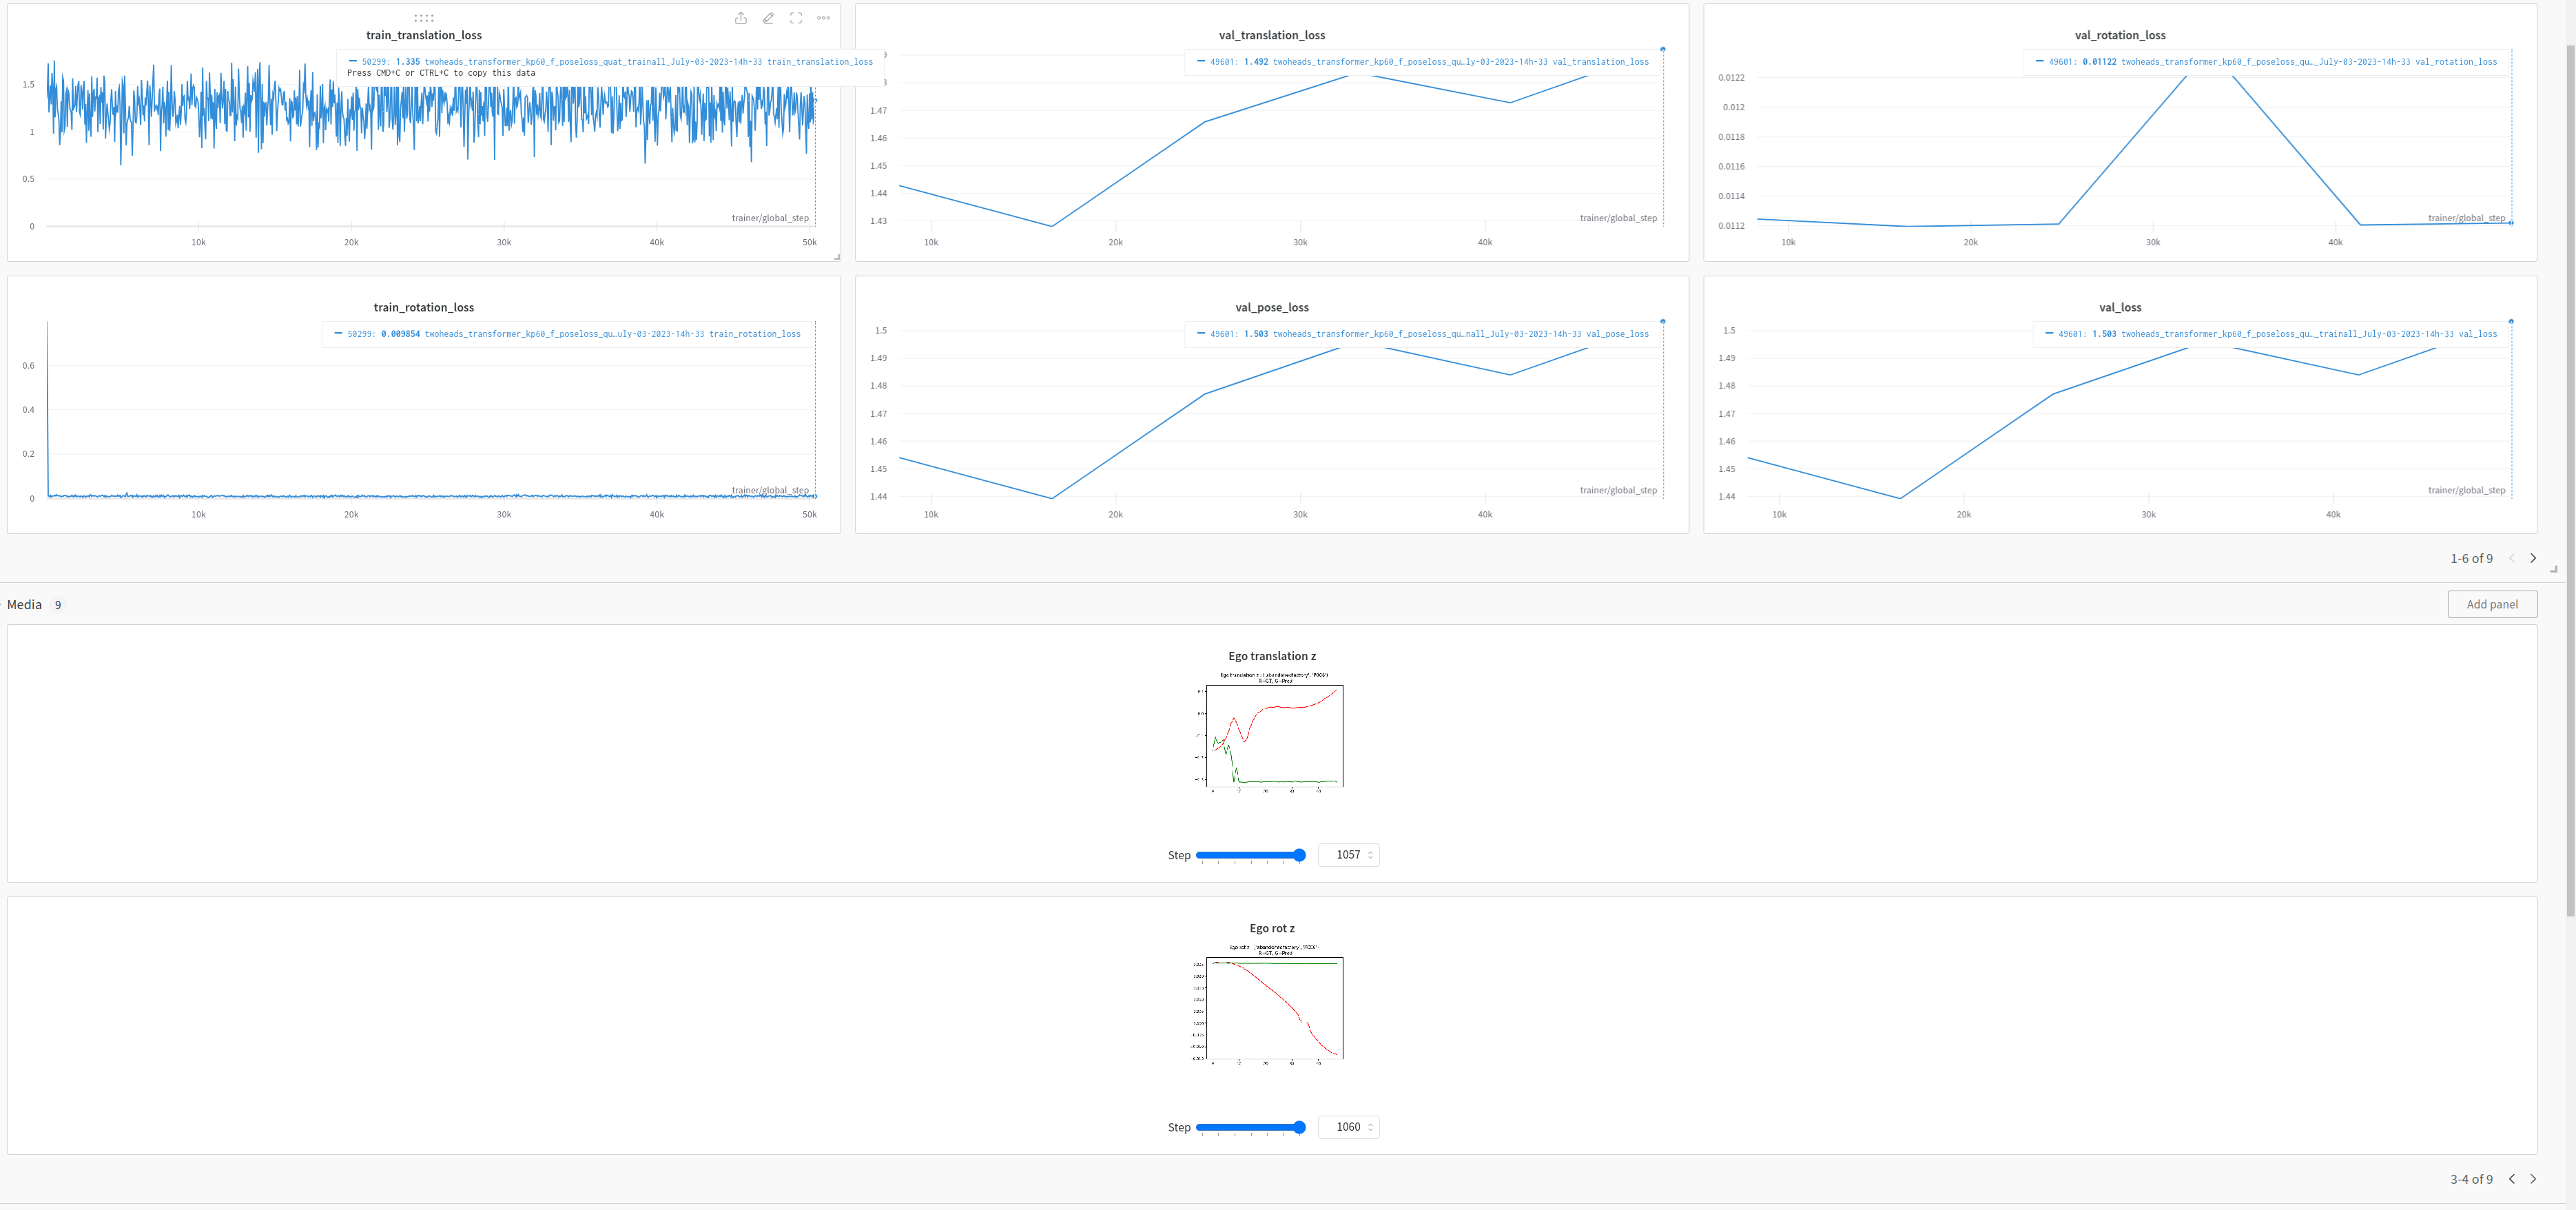 train_translation_loss
50299: 1.335 twoheads_transformer_kp60_f_poseloss_quat_trainall_July-03-2023-14h-33 train_translation_loss
Press CMD+C or CTRL+C to copy this data
1.5
1
0.5
0
trainer/global_step
10k 20k 30k 40k 50k
val_translation_loss
49601: 1.492 twoheads_transformer_kp60_f_poseloss_qu…ly-03-2023-14h-33 val_translation_loss
1.47
1.46
1.45
1.44
1.43
trainer/global_step
10k 20k 30k 40k
val_rotation_loss
49601: 0.01122 twoheads_transformer_kp60_f_poseloss_qu…_July-03-2023-14h-33 val_rotation_loss
0.0122
0.012
0.0118
0.0116
0.0114
0.0112
trainer/global_step
10k 20k 30k 40k
train_rotation_loss
50299: 0.009854 twoheads_transformer_kp60_f_poseloss_qu…uly-03-2023-14h-33 train_rotation_loss
0.6
0.4
0.2
0
trainer/global_step
10k 20k 30k 40k 50k
val_pose_loss
49601: 1.503 twoheads_transformer_kp60_f_poseloss_qu…nall_July-03-2023-14h-33 val_pose_loss
1.5
1.49
1.48
1.47
1.46
1.45
1.44
trainer/global_step
10k 20k 30k 40k
val_loss
49601: 1.503 twoheads_transformer_kp60_f_poseloss_qu…_trainall_July-03-2023-14h-33 val_loss
1.5
1.49
1.48
1.47
1.46
1.45
1.44
trainer/global_step
10k 20k 30k 40k
1-6 of 9
Media 9
Add panel
Ego translation z
R-GT, G-Pred
Step 1057
Ego rot z
R-GT, G-Pred
Step 1060
3-4 of 9